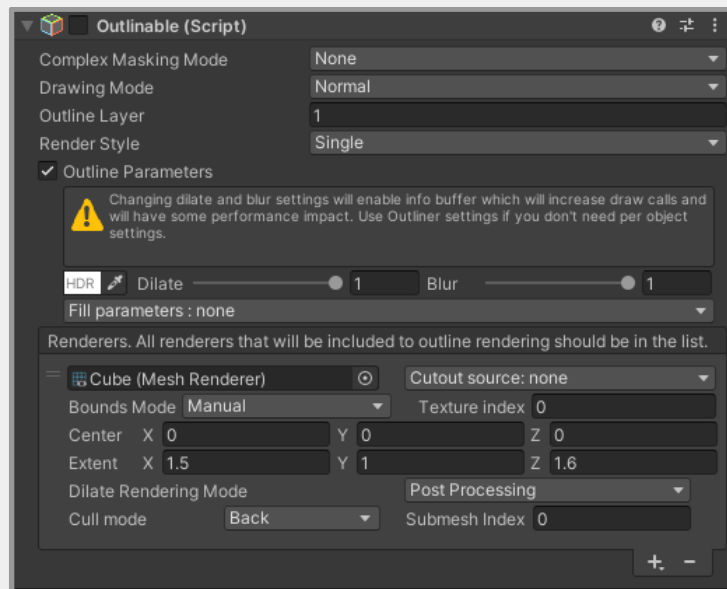 Outlinable (Script)
Complex Masking Mode None
Drawing Mode Normal
Outline Layer 1
Render Style Single
Outline Parameters
Changing dilate and blur settings will enable info buffer which will increase draw calls and
will have some performance impact. Use Outliner settings if you don't need per object
settings.
HDR Dilate 1 Blur 1
Fill parameters : none
Renderers. All renderers that will be included to outline rendering should be in the list.
Cube (Mesh Renderer) Cutout source: none
Bounds Mode Manual Texture index 0
Center X 0 Y 0 Z 0
Extent X 1.5 Y 1 Z 1.6
Dilate Rendering Mode Post Processing
Cull mode Back Submesh Index 0